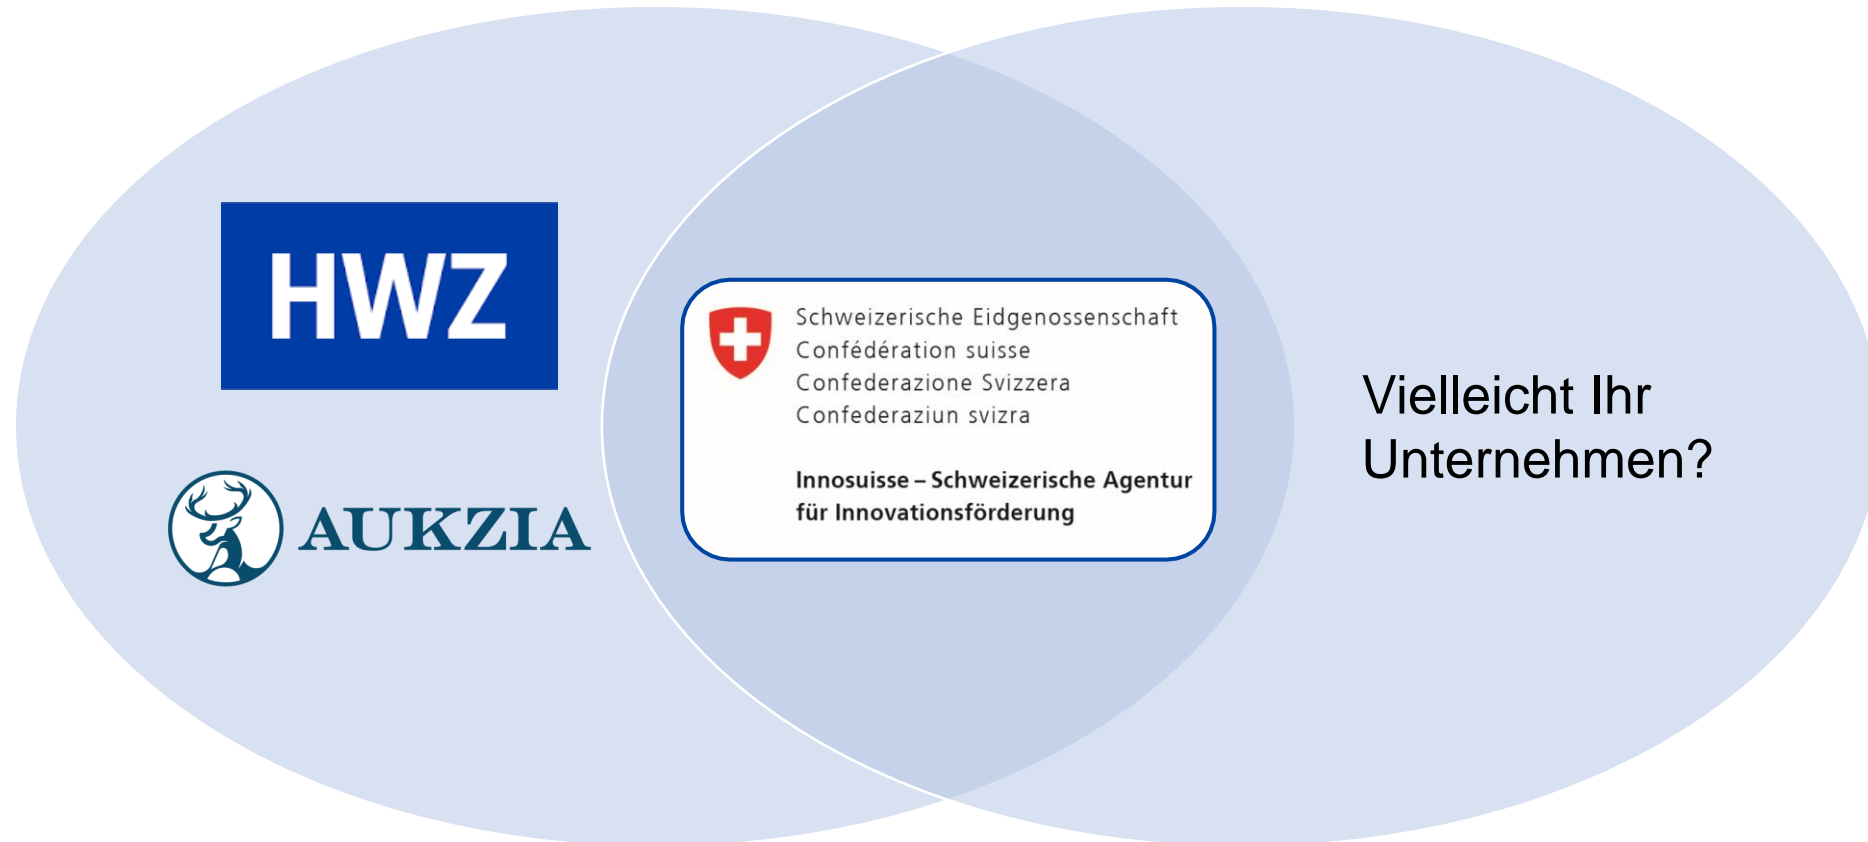 HWZ
AUKZIA
Schweizerische Eidgenossenschaft
Confédération suisse
Confederazione Svizzera
Confederaziun svizra
Innosuisse – Schweizerische Agentur
für Innovationsförderung
Vielleicht Ihr
Unternehmen?